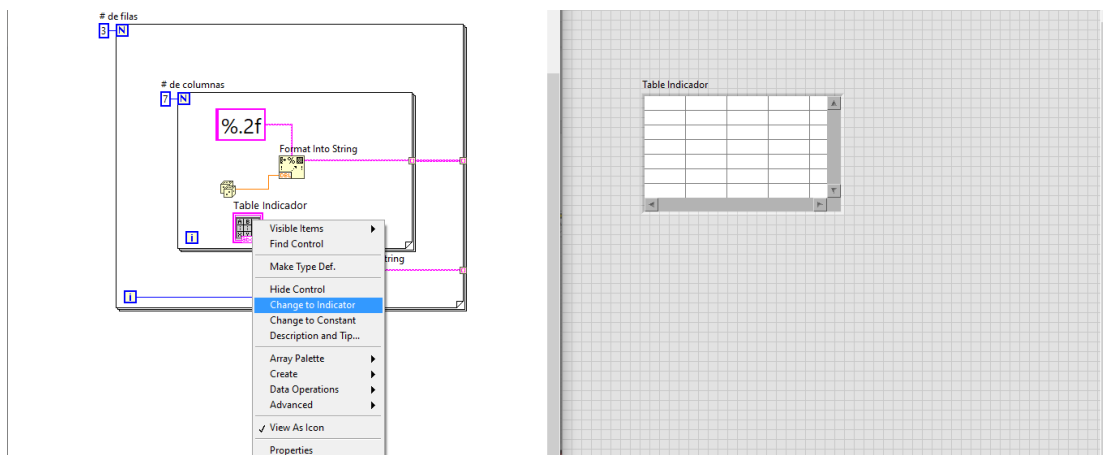 # de filas
3
N
# de columnas
7
N
%.2f
Format Into String
Table Indicador
i
tring
i
Visible Items
Find Control
Make Type Def.
Hide Control
Change to Indicator
Change to Constant
Description and Tip...
Array Palette
Create
Data Operations
Advanced
✓ View As Icon
Properties
Table Indicador